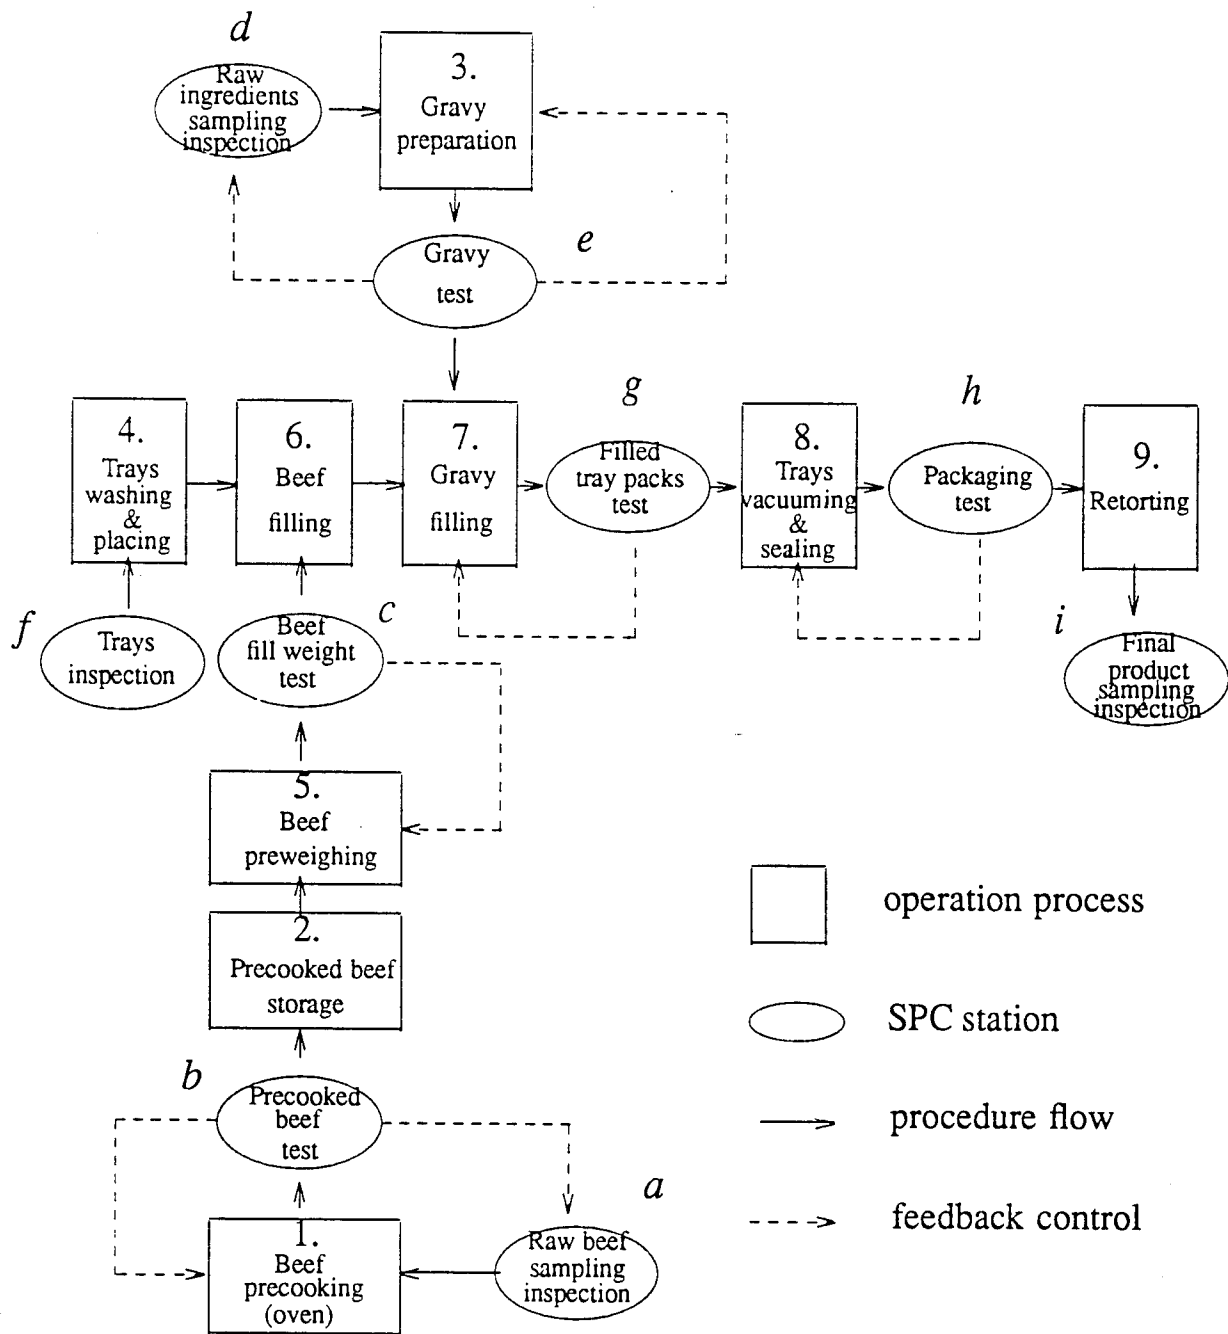 d
Raw
ingredients
sampling
inspection
3.
Gravy
preparation
Gravy
test
e
4.
Trays
washing
&
placing
6.
Beef
filling
7.
Gravy
filling
g
Filled
tray packs
test
8.
Trays
vacuuming
&
sealing
h
Packaging
test
9.
Retorting
f
Trays
inspection
c
Beef
fill weight
test
i
Final
product
sampling
inspection
5.
Beef
preweighing
2.
Precooked beef
storage
b
Precooked
beef
test
1.
Beef
precooking
(oven)
a
Raw beef
sampling
inspection
operation process
SPC station
procedure flow
feedback control